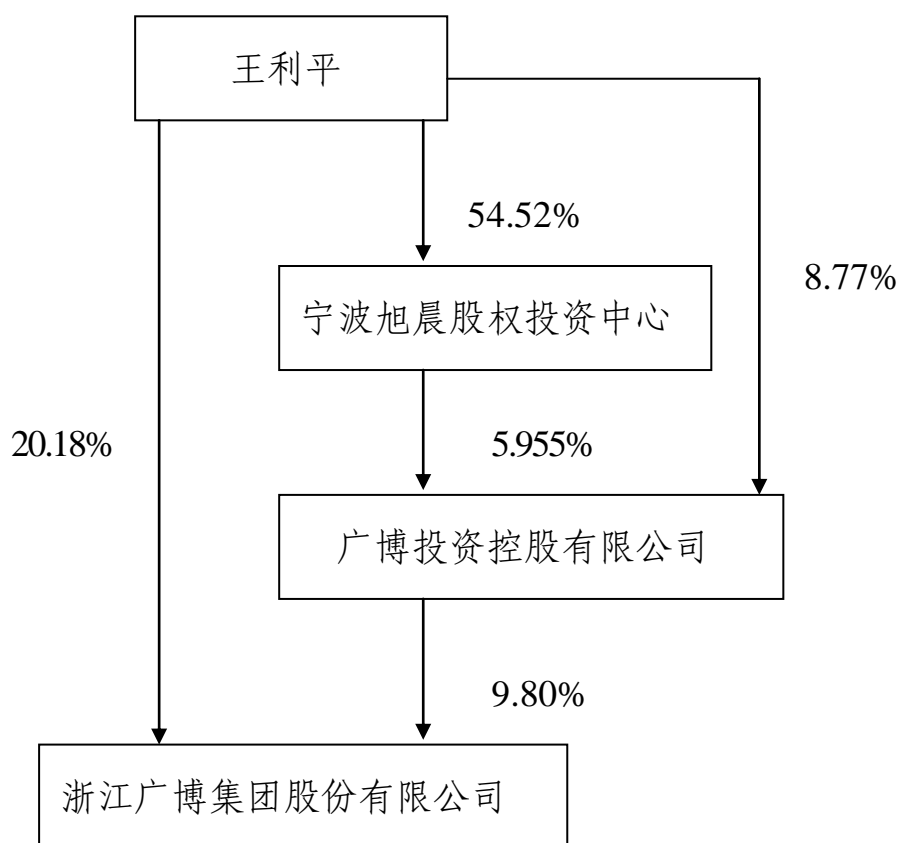 王利平
54.52%
8.77%
宁波旭晨股权投资中心
20.18%
5.955%
广博投资控股有限公司
9.80%
浙江广博集团股份有限公司